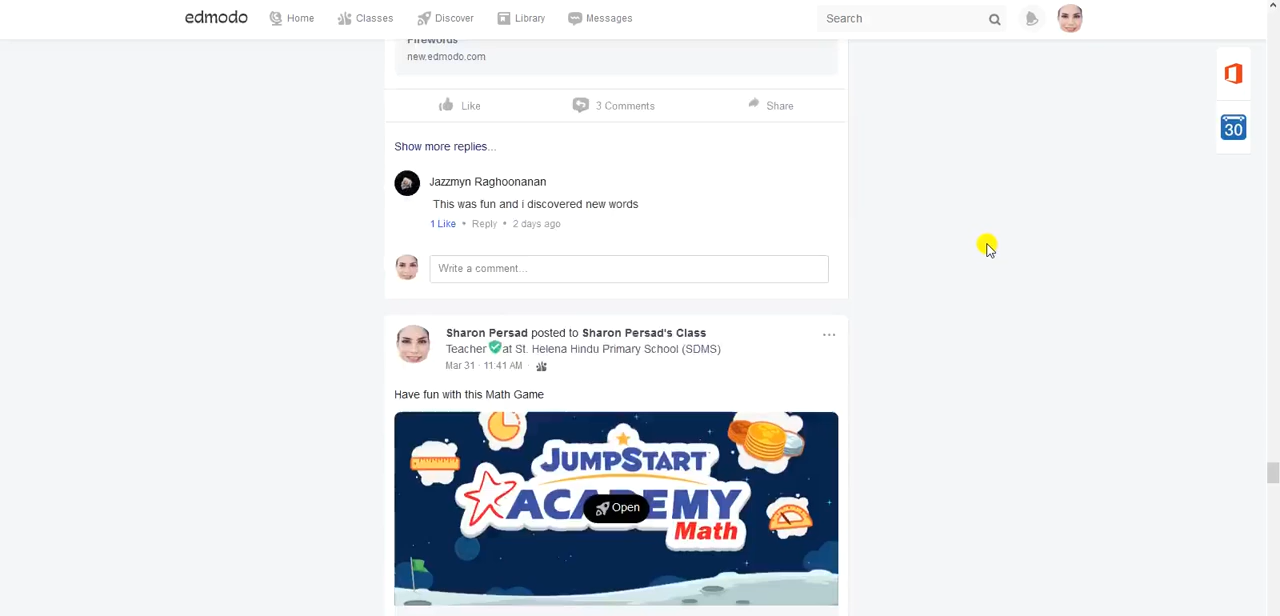 edmodo Home Classes Discover Library Messages Search
Firewords
new.edmodo.com
Like 3 Comments Share
Show more replies...
Jazzmyn Raghoonanan
This was fun and i discovered new words
1 Like • Reply • 2 days ago
Write a comment...
Sharon Persad posted to Sharon Persad's Class
Teacher at St. Helena Hindu Primary School (SDMS)
Mar 31 · 11:41 AM ·
Have fun with this Math Game
JUMPSTART
ACADEMY
Open
Math
30